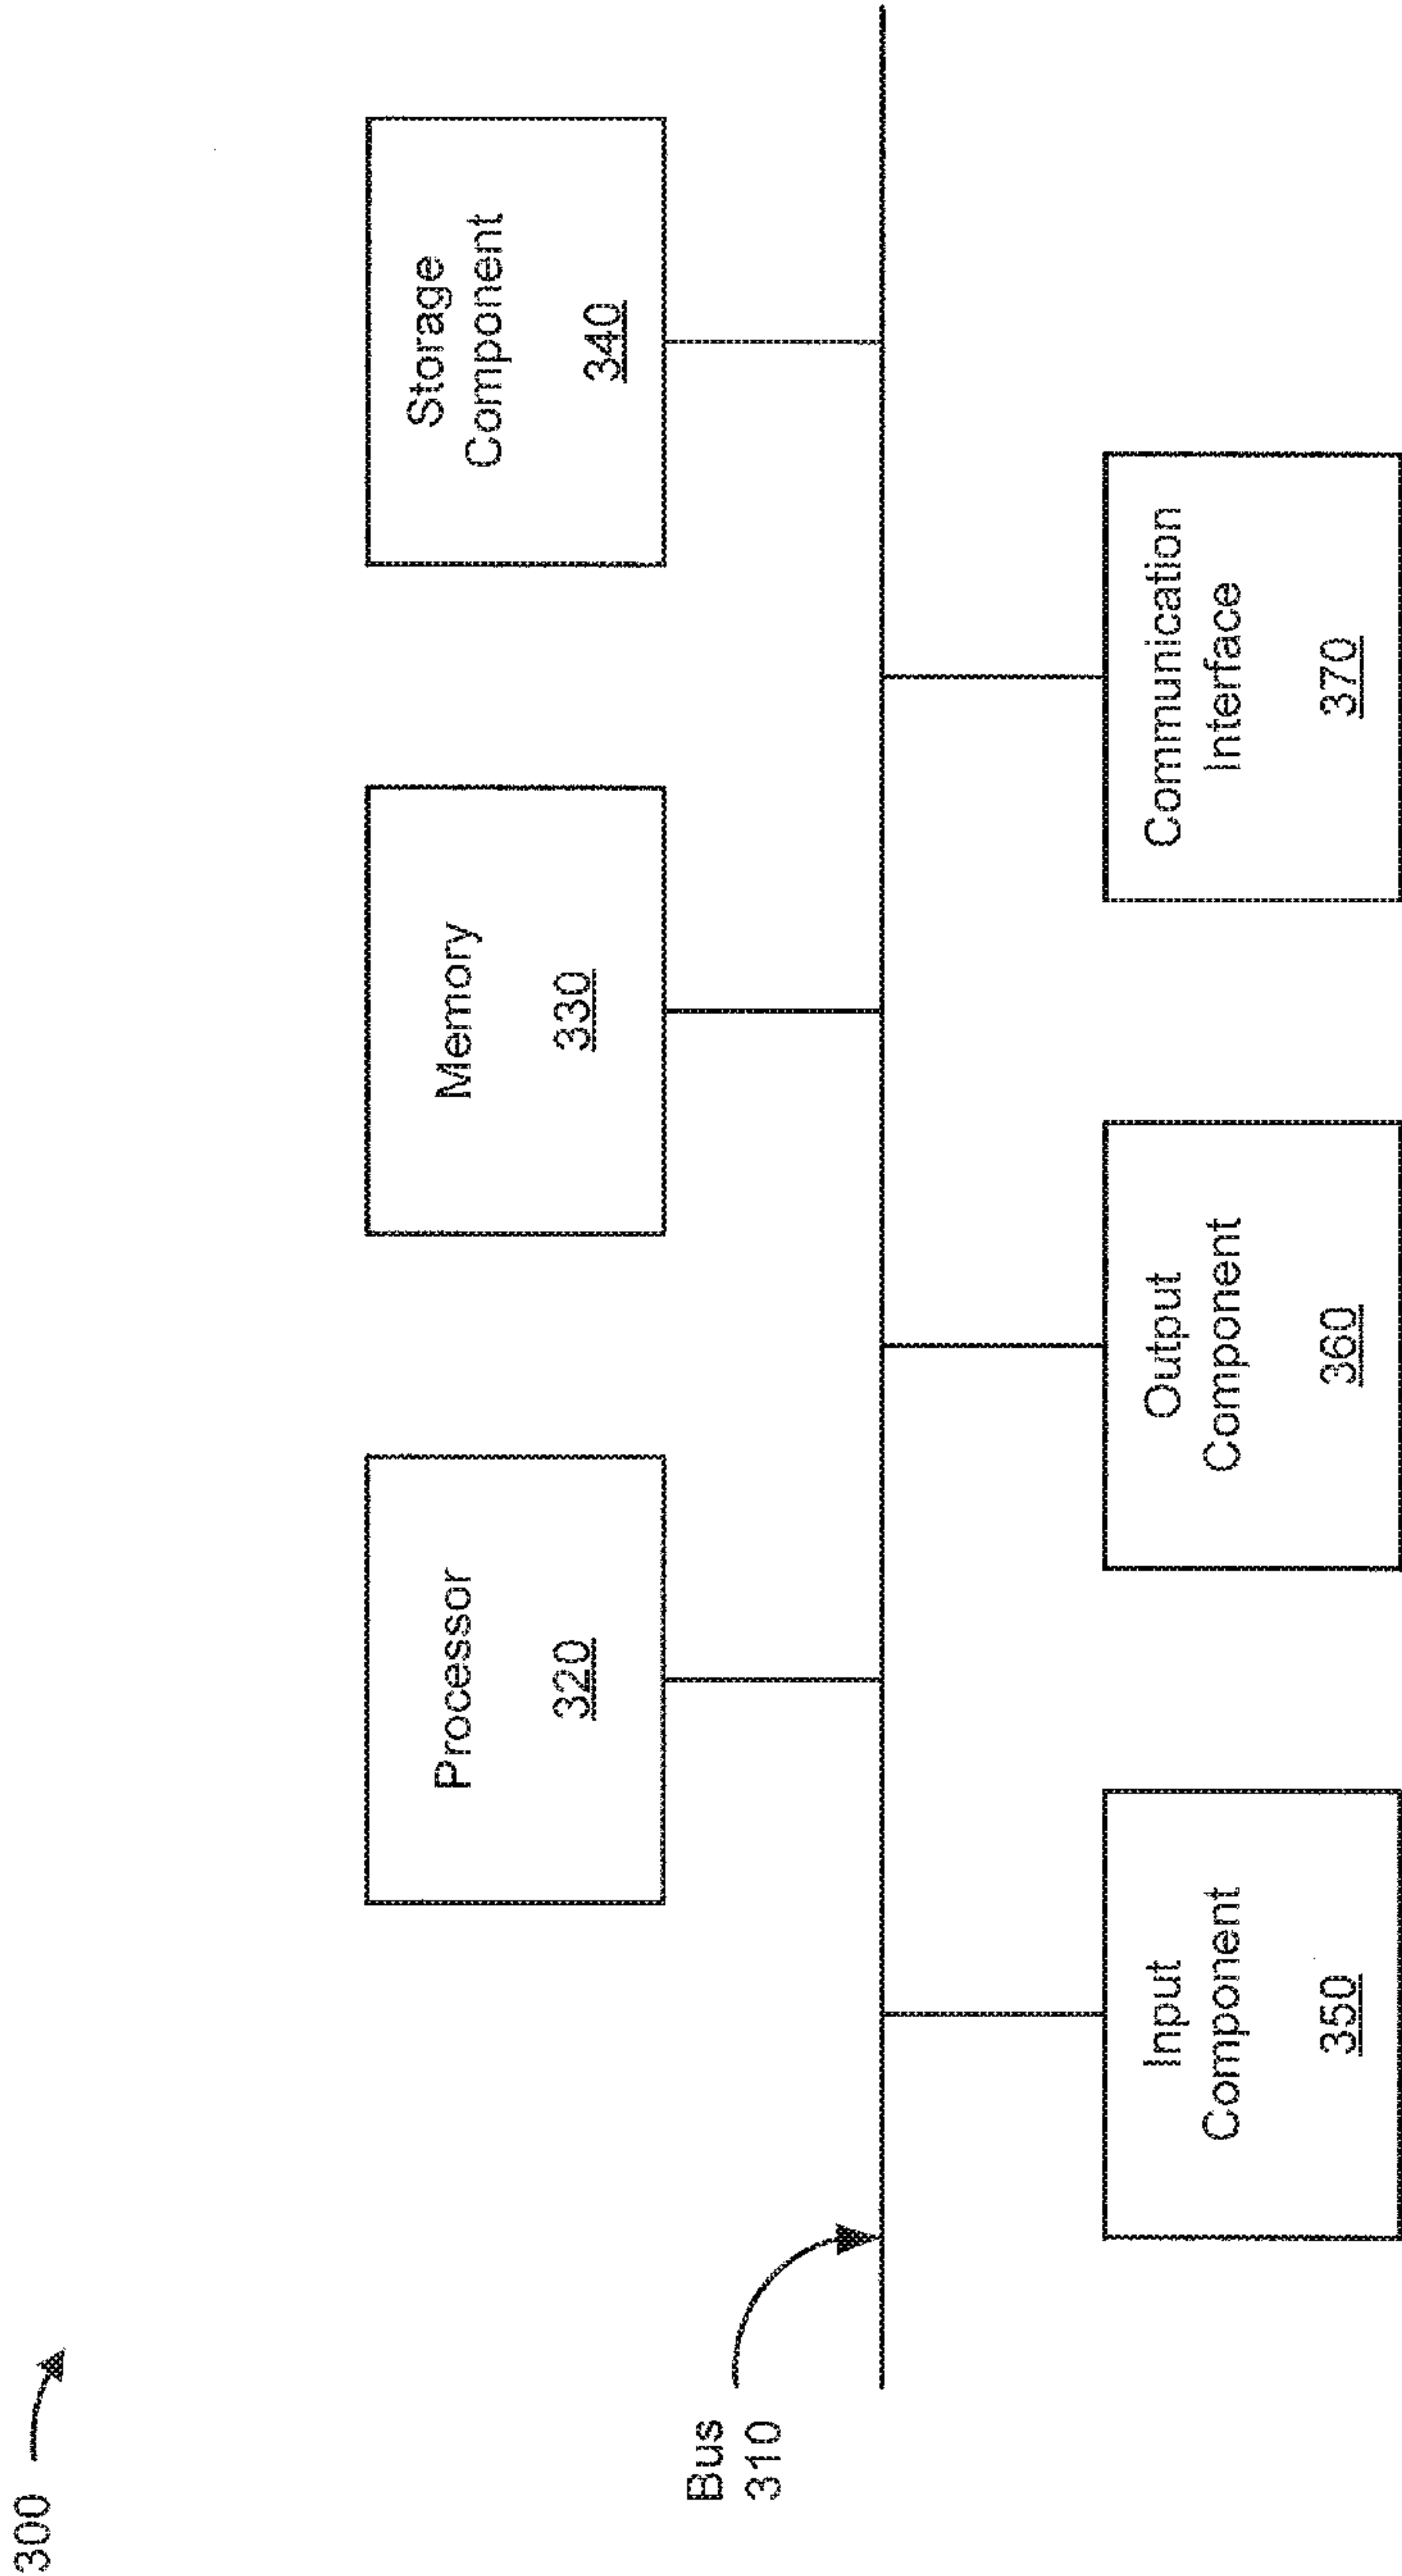 300
Bus
310
Processor
320
Memory
330
Storage
Component
340
Input
Component
350
Output
Component
360
Communication
Interface
370